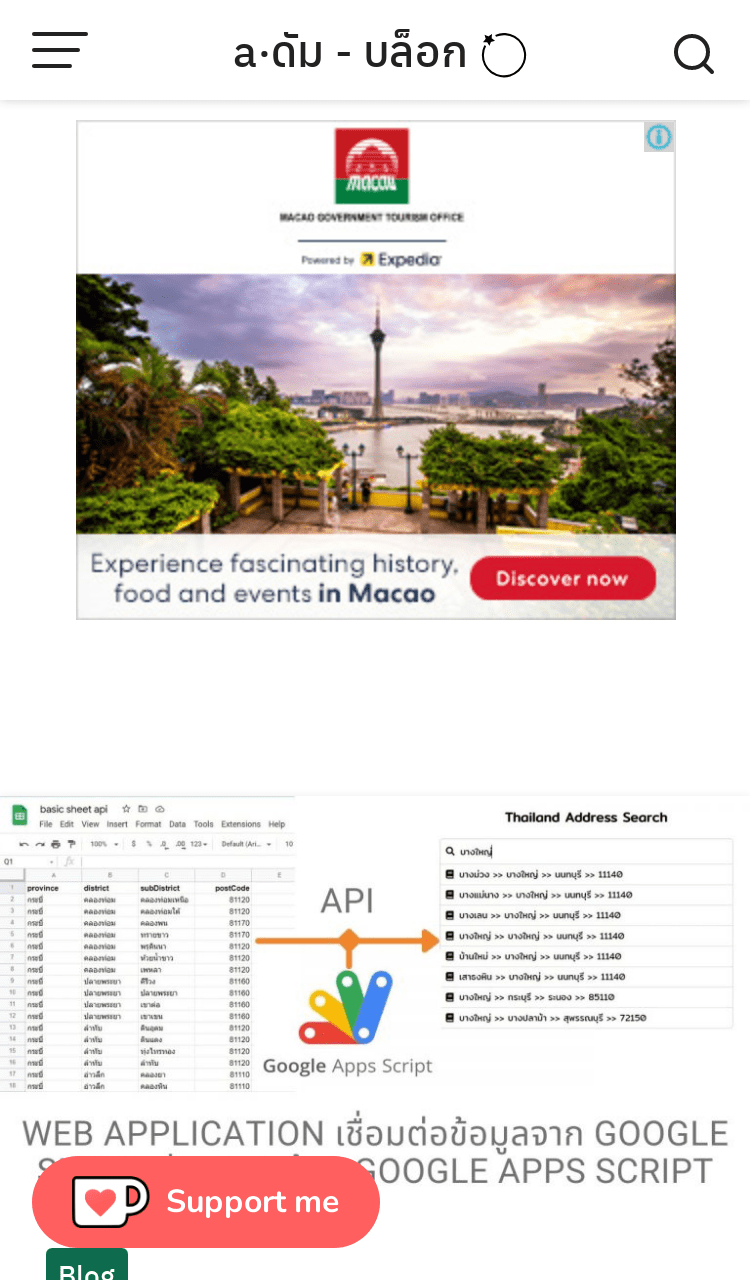 a·ดัม - บล็อก
MACAU
MACAO GOVERNMENT TOURISM OFFICE
Powered by Expedia
Experience fascinating history,
food and events in Macao
Discover now
basic sheet api
File Edit View Insert Format Data Tools Extensions Help
100% $ % .0 .00 123 Default (Ari... 10
Q1 fx
A B C D E
1 province district subDistrict postCode
2 กระบี่ คลองท่อม คลองท่อมเหนือ 81120
3 กระบี่ คลองท่อม คลองท่อมใต้ 81120
4 กระบี่ คลองท่อม คลองพน 81170
5 กระบี่ คลองท่อม ทรายขาว 81170
6 กระบี่ คลองท่อม พรุดินนา 81120
7 กระบี่ คลองท่อม ห้วยน้ำขาว 81120
8 กระบี่ คลองท่อม เพหลา 81120
9 กระบี่ ปลายพระยา คีรีวง 81160
10 กระบี่ ปลายพระยา ปลายพระยา 81160
11 กระบี่ ปลายพระยา เขาต่อ 81160
12 กระบี่ ปลายพระยา เขาเขน 81160
13 กระบี่ ลำทับ ดินอุดม 81120
14 กระบี่ ลำทับ ดินแดง 81120
15 กระบี่ ลำทับ ทุ่งไทรทอง 81120
16 กระบี่ ลำทับ ลำทับ 81120
17 กระบี่ อ่าวลึก คลองยา 81110
18 กระบี่ อ่าวลึก คลองหิน 81110
API
Google Apps Script
Thailand Address Search
บางใหญ่
บางม่วง >> บางใหญ่ >> นนทบุรี >> 11140
บางแม่นาง >> บางใหญ่ >> นนทบุรี >> 11140
บางเลน >> บางใหญ่ >> นนทบุรี >> 11140
บางใหญ่ >> บางใหญ่ >> นนทบุรี >> 11140
บ้านใหม่ >> บางใหญ่ >> นนทบุรี >> 11140
เสาธงหิน >> บางใหญ่ >> นนทบุรี >> 11140
บางใหญ่ >> กระบุรี >> ระนอง >> 85110
บางใหญ่ >> บางปลาม้า >> สุพรรณบุรี >> 72150
WEB APPLICATION เชื่อมต่อข้อมูลจาก GOOGLE
GOOGLE APPS SCRIPT
Support me
Blog